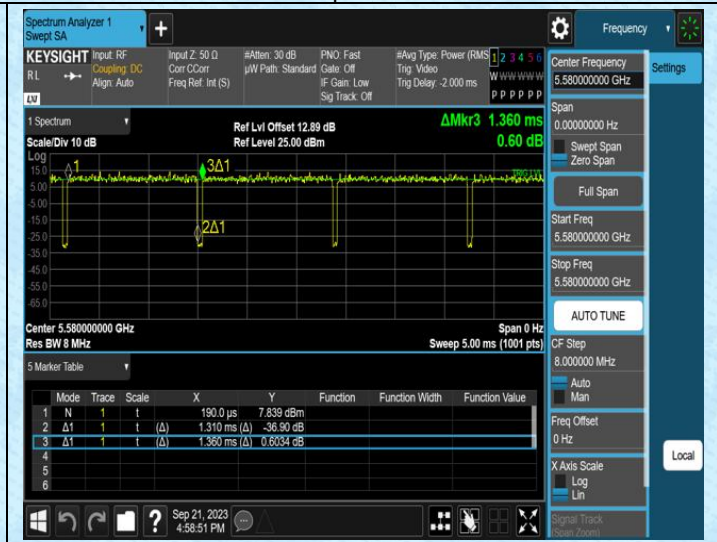 Spectrum Analyzer 1
Swept SA
+
Frequency
KEYSIGHT Input: RF
RL
Coupling: DC
Align: Auto
LXI
Input Z: 50 Ω
Corr CCorr
Freq Ref: Int (S)
#Atten: 30 dB
µW Path: Standard
PNO: Fast
Gate: Off
IF Gain: Low
Sig Track: Off
#Avg Type: Power (RMS
Trig: Video
Trig Delay: -2.000 ms
1 2 3 4 5 6
W W W W W W
P P P P P P
1 Spectrum
Scale/Div 10 dB
Ref Lvl Offset 12.89 dB
Ref Level 25.00 dBm
ΔMkr3 1.360 ms
0.60 dB
Log
15.0
5.00
-5.00
-15.0
-25.0
-35.0
-45.0
-55.0
-65.0
1
3Δ1
2Δ1
TRIG LVL
Center 5.580000000 GHz
Res BW 8 MHz
Span 0 Hz
Sweep 5.00 ms (1001 pts)
5 Marker Table
Mode Trace Scale X Y Function Function Width Function Value
1 N 1 t 190.0 µs 7.839 dBm
2 Δ1 1 t (Δ) 1.310 ms (Δ) -36.90 dB
3 Δ1 1 t (Δ) 1.360 ms (Δ) 0.6034 dB
4
5
6
?
Sep 21, 2023
4:58:51 PM
Center Frequency
5.580000000 GHz
Settings
Span
0.00000000 Hz
Swept Span
Zero Span
Full Span
Start Freq
5.580000000 GHz
Stop Freq
5.580000000 GHz
AUTO TUNE
CF Step
8.000000 MHz
Auto
Man
Freq Offset
0 Hz
Local
X Axis Scale
Log
Lin
Signal Track
(Span Zoom)